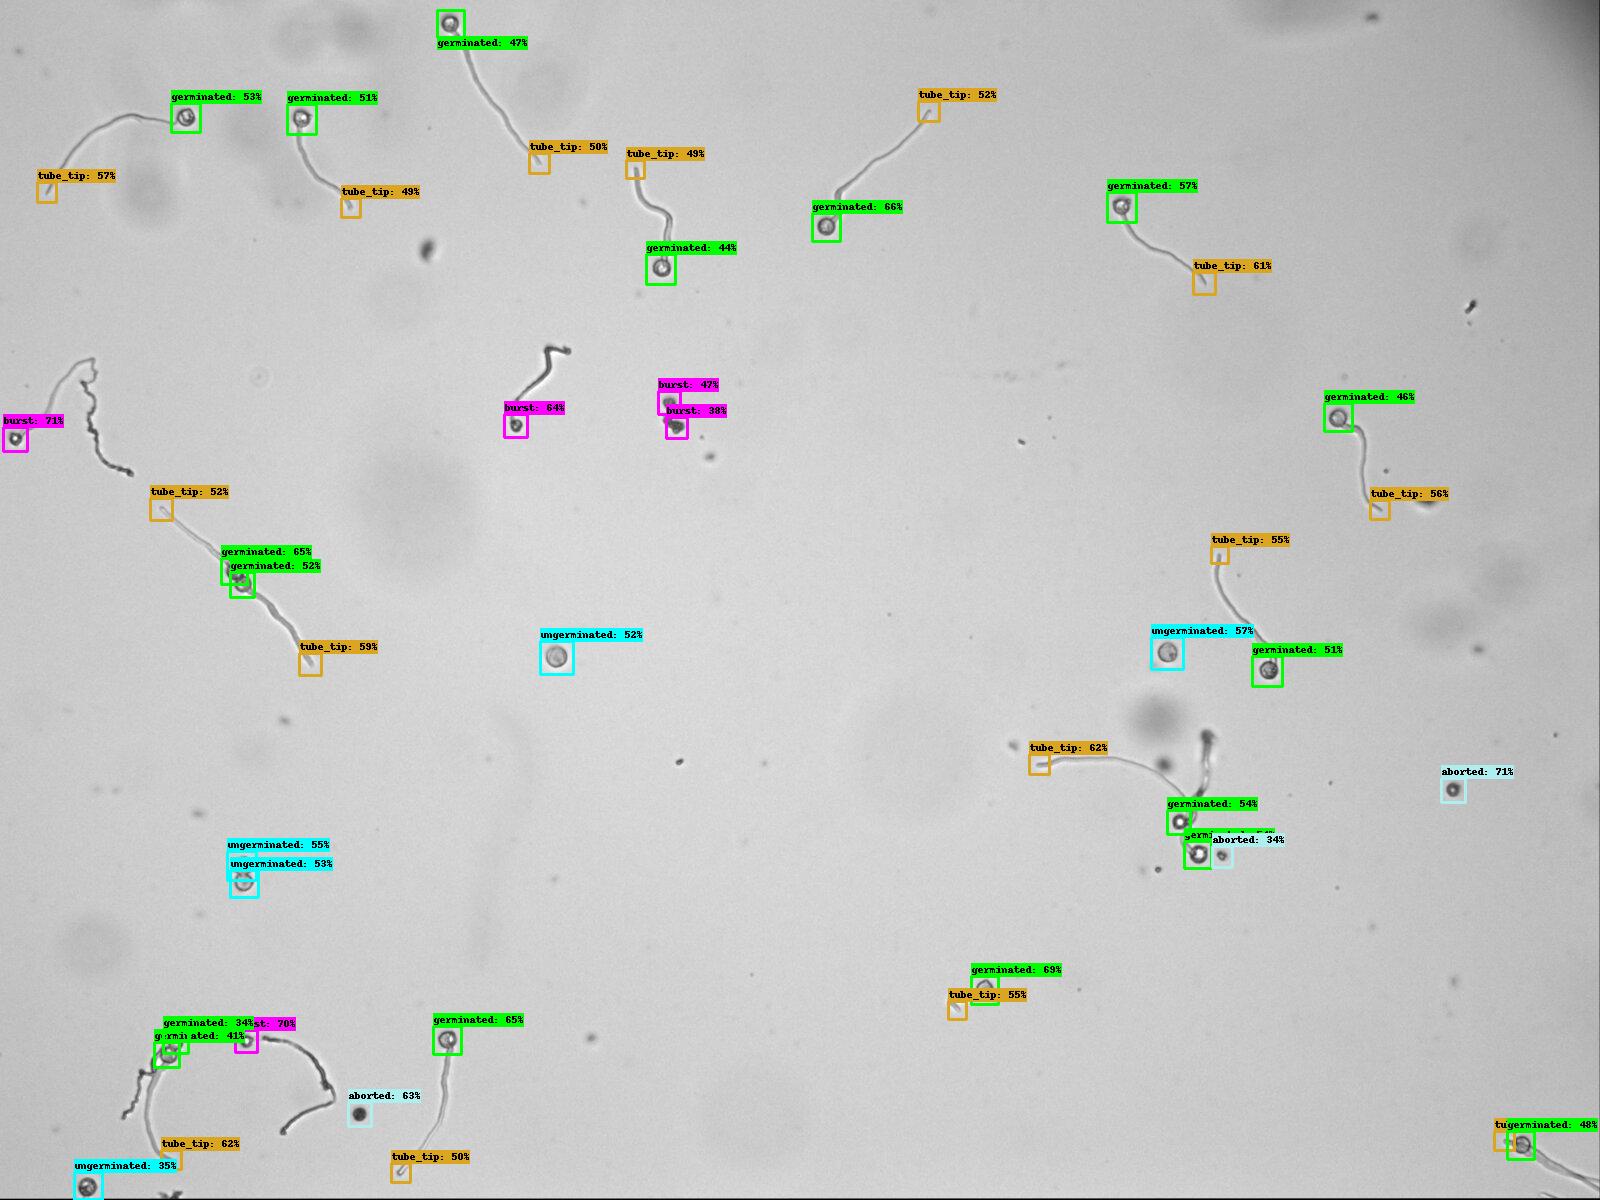 germinated: 47%
tube_tip: 52%
germinated: 53%
germinated: 51%
tube_tip: 50%
tube_tip: 49%
tube_tip: 57%
germinated: 57%
tube_tip: 49%
germinated: 66%
germinated: 44%
tube_tip: 61%
burst: 47%
germinated: 46%
burst: 64%
burst: 38%
burst: 71%
tube_tip: 52%
tube_tip: 56%
tube_tip: 55%
germinated: 65%
germinated: 52%
ungerminated: 57%
ungerminated: 52%
tube_tip: 59%
germinated: 51%
tube_tip: 62%
aborted: 71%
germinated: 54%
aborted: 34%
ungerminated: 55%
ungerminated: 53%
germinated: 69%
tube_tip: 55%
germinated: 65%
germinated: 34%
70%
41%
aborted: 63%
germinated: 48%
tube_tip: 62%
tube_tip: 50%
ungerminated: 35%